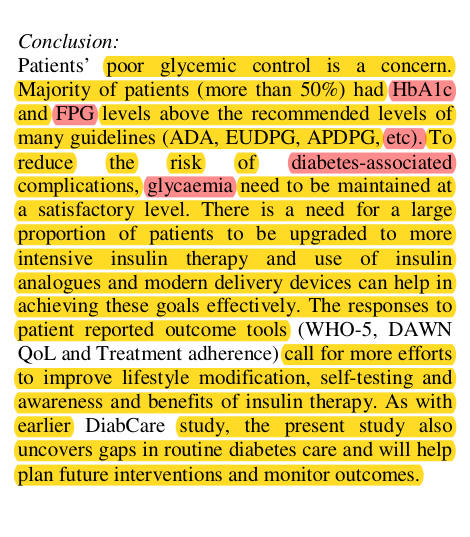 Conclusion:
Patients' poor glycemic control is a concern.
Majority of patients (more than 50%) had HbA1c
and FPG levels above the recommended levels of
many guidelines (ADA, EUDPG, APDPG, etc). To
reduce the risk of diabetes-associated
complications, glycaemia need to be maintained at
a satisfactory level. There is a need for a large
proportion of patients to be upgraded to more
intensive insulin therapy and use of insulin
analogues and modern delivery devices can help in
achieving these goals effectively. The responses to
patient reported outcome tools (WHO-5, DAWN
QoL and Treatment adherence) call for more efforts
to improve lifestyle modification, self-testing and
awareness and benefits of insulin therapy. As with
earlier DiabCare study, the present study also
uncovers gaps in routine diabetes care and will help
plan future interventions and monitor outcomes.